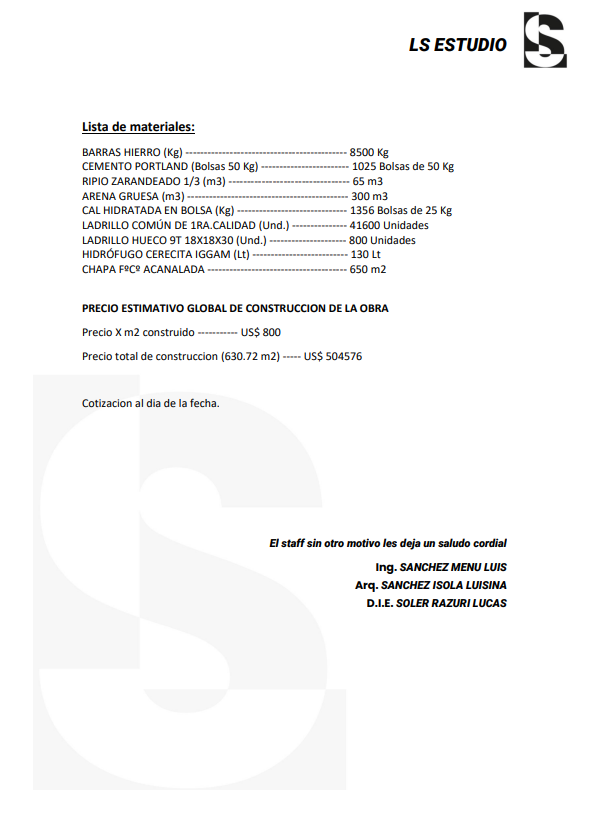 LS ESTUDIO
LS
Lista de materiales:
BARRAS HIERRO (Kg) -------------------------------------------- 8500 Kg
CEMENTO PORTLAND (Bolsas 50 Kg) ------------------------ 1025 Bolsas de 50 Kg
RIPIO ZARANDEADO 1/3 (m3) --------------------------------- 65 m3
ARENA GRUESA (m3) -------------------------------------------- 300 m3
CAL HIDRATADA EN BOLSA (Kg) ------------------------------ 1356 Bolsas de 25 Kg
LADRILLO COMÚN DE 1RA.CALIDAD (Und.) --------------- 41600 Unidades
LADRILLO HUECO 9T 18X18X30 (Und.) --------------------- 800 Unidades
HIDRÓFUGO CERECITA IGGAM (Lt) -------------------------- 130 Lt
CHAPA FºCº ACANALADA -------------------------------------- 650 m2
PRECIO ESTIMATIVO GLOBAL DE CONSTRUCCION DE LA OBRA
Precio X m2 construido ----------- US$ 800
Precio total de construccion (630.72 m2) ----- US$ 504576
Cotizacion al dia de la fecha.
El staff sin otro motivo les deja un saludo cordial
Ing. SANCHEZ MENU LUIS
Arq. SANCHEZ ISOLA LUISINA
D.I.E. SOLER RAZURI LUCAS